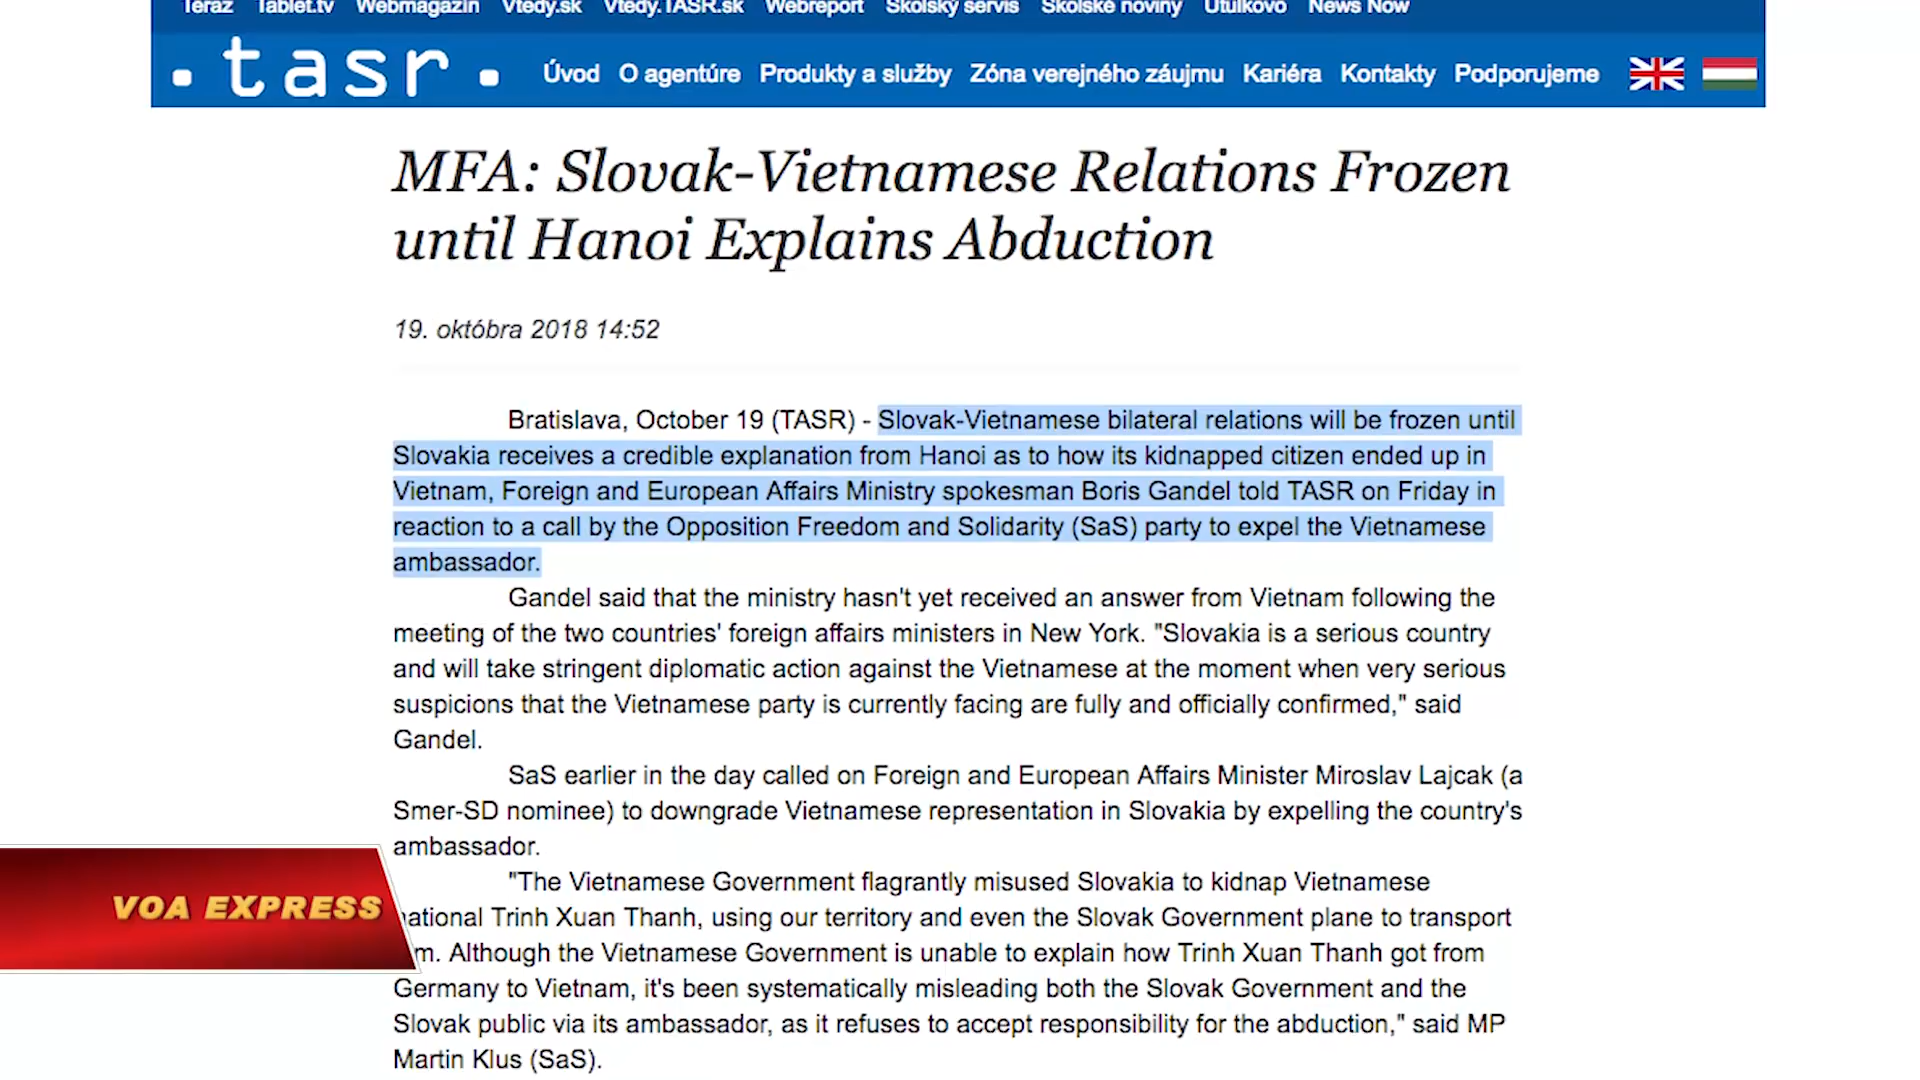 Teraz Tablet.tv Webmagazín Vtedy.sk Vtedy.TASR.sk Webreport Školský servis Školské noviny Útulkovo News Now
tasr Úvod O agentúre Produkty a služby Zóna verejného záujmu Kariéra Kontakty Podporujeme
MFA: Slovak-Vietnamese Relations Frozen
until Hanoi Explains Abduction
19. októbra 2018 14:52
Bratislava, October 19 (TASR) - Slovak-Vietnamese bilateral relations will be frozen until
Slovakia receives a credible explanation from Hanoi as to how its kidnapped citizen ended up in
Vietnam, Foreign and European Affairs Ministry spokesman Boris Gandel told TASR on Friday in
reaction to a call by the Opposition Freedom and Solidarity (SaS) party to expel the Vietnamese
ambassador.
Gandel said that the ministry hasn't yet received an answer from Vietnam following the
meeting of the two countries' foreign affairs ministers in New York. "Slovakia is a serious country
and will take stringent diplomatic action against the Vietnamese at the moment when very serious
suspicions that the Vietnamese party is currently facing are fully and officially confirmed," said
Gandel.
SaS earlier in the day called on Foreign and European Affairs Minister Miroslav Lajcak (a
Smer-SD nominee) to downgrade Vietnamese representation in Slovakia by expelling the country's
ambassador.
"The Vietnamese Government flagrantly misused Slovakia to kidnap Vietnamese
VOA EXPRESS
ational Trinh Xuan Thanh, using our territory and even the Slovak Government plane to transport
m. Although the Vietnamese Government is unable to explain how Trinh Xuan Thanh got from
Germany to Vietnam, it's been systematically misleading both the Slovak Government and the
Slovak public via its ambassador, as it refuses to accept responsibility for the abduction," said MP
Martin Klus (SaS).